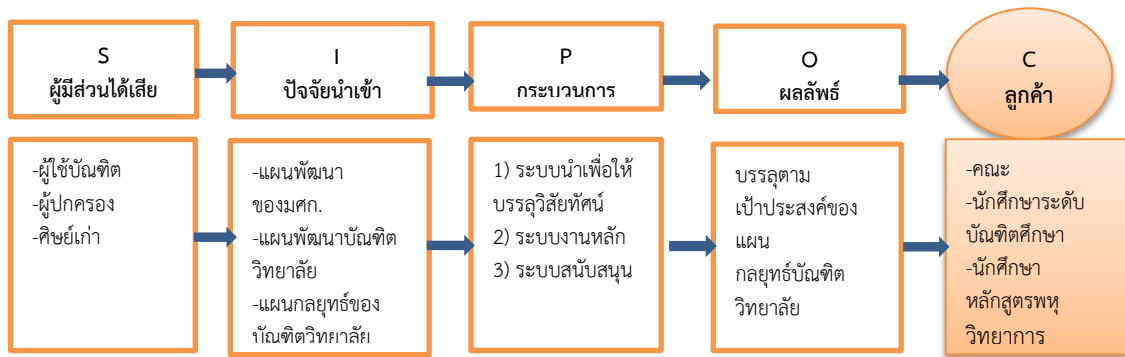 S
ผู้มีส่วนได้เสีย
I
ปัจจัยนำเข้า
P
กระบวนการ
O
ผลลัพธ์
C
ลูกค้า
-ผู้ใช้บัณฑิต
-ผู้ปกครอง
-ศิษย์เก่า
-แผนพัฒนา
ของมศก.
-แผนพัฒนาบัณฑิต
วิทยาลัย
-แผนกลยุทธ์ของ
บัณฑิตวิทยาลัย
1) ระบบนำเพื่อให้
บรรลุวิสัยทัศน์
2) ระบบงานหลัก
3) ระบบสนับสนุน
บรรลุตาม
เป้าประสงค์ของ
แผน
กลยุทธ์บัณฑิต
วิทยาลัย
-คณะ
-นักศึกษาระดับ
บัณฑิตศึกษา
-นักศึกษา
หลักสูตรพหุ
วิทยาการ